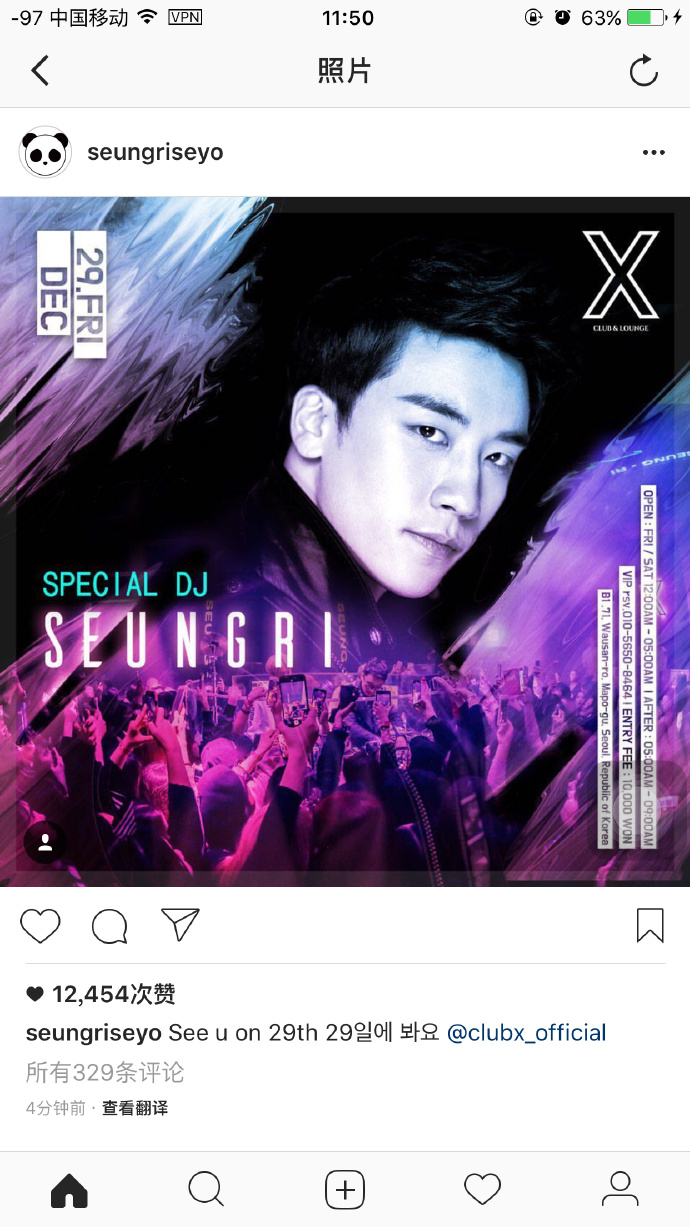 -97 中国移动 VPN 11:50 63%
照片
seungriseyo
29.FRI
DEC
X
CLUB & LOUNGE
SEUNG - RI
SPECIAL DJ
SEUNGRI
OPEN : FRI / SAT 12:00AM - 05:00AM | AFTER : 05:00AM - 09:00AM
VIP rsv.010-5650-8464 | ENTRY FEE : 10,000 WON
B1, 71, Wausan-ro, Mapo-gu, Seoul, Republic of Korea
12,454次赞
seungriseyo See u on 29th 29일에 봐요 @clubx_official
所有329条评论
4分钟前 · 查看翻译